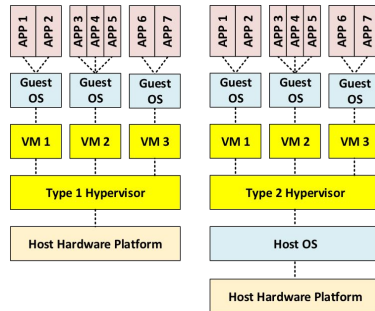 APP 1
APP 2
APP 3
APP 4
APP 5
APP 6
APP 7
APP 1
APP 2
APP 3
APP 4
APP 5
APP 6
APP 7
Guest
OS
Guest
OS
Guest
OS
Guest
OS
Guest
OS
Guest
OS
VM 1
VM 2
VM 3
VM 1
VM 2
VM 3
Type 1 Hypervisor
Type 2 Hypervisor
Host Hardware Platform
Host OS
Host Hardware Platform